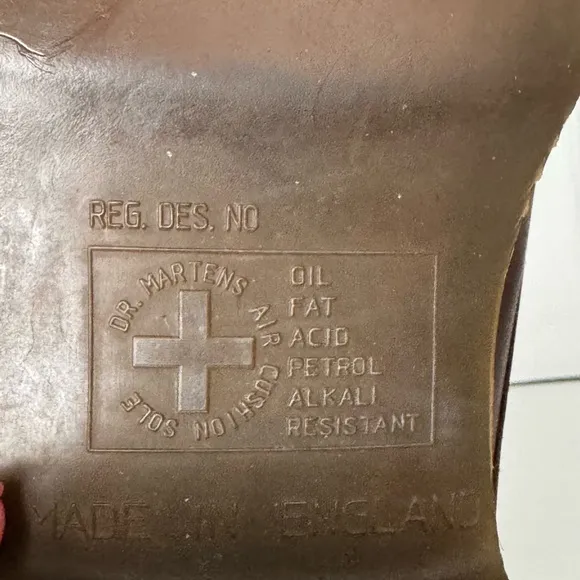 REG. DES. NO
DR. MARTENS AIR CUSHION SOLE
OIL
FAT
ACID
PETROL
ALKALI
RESISTANT
MADE IN ENGLAND